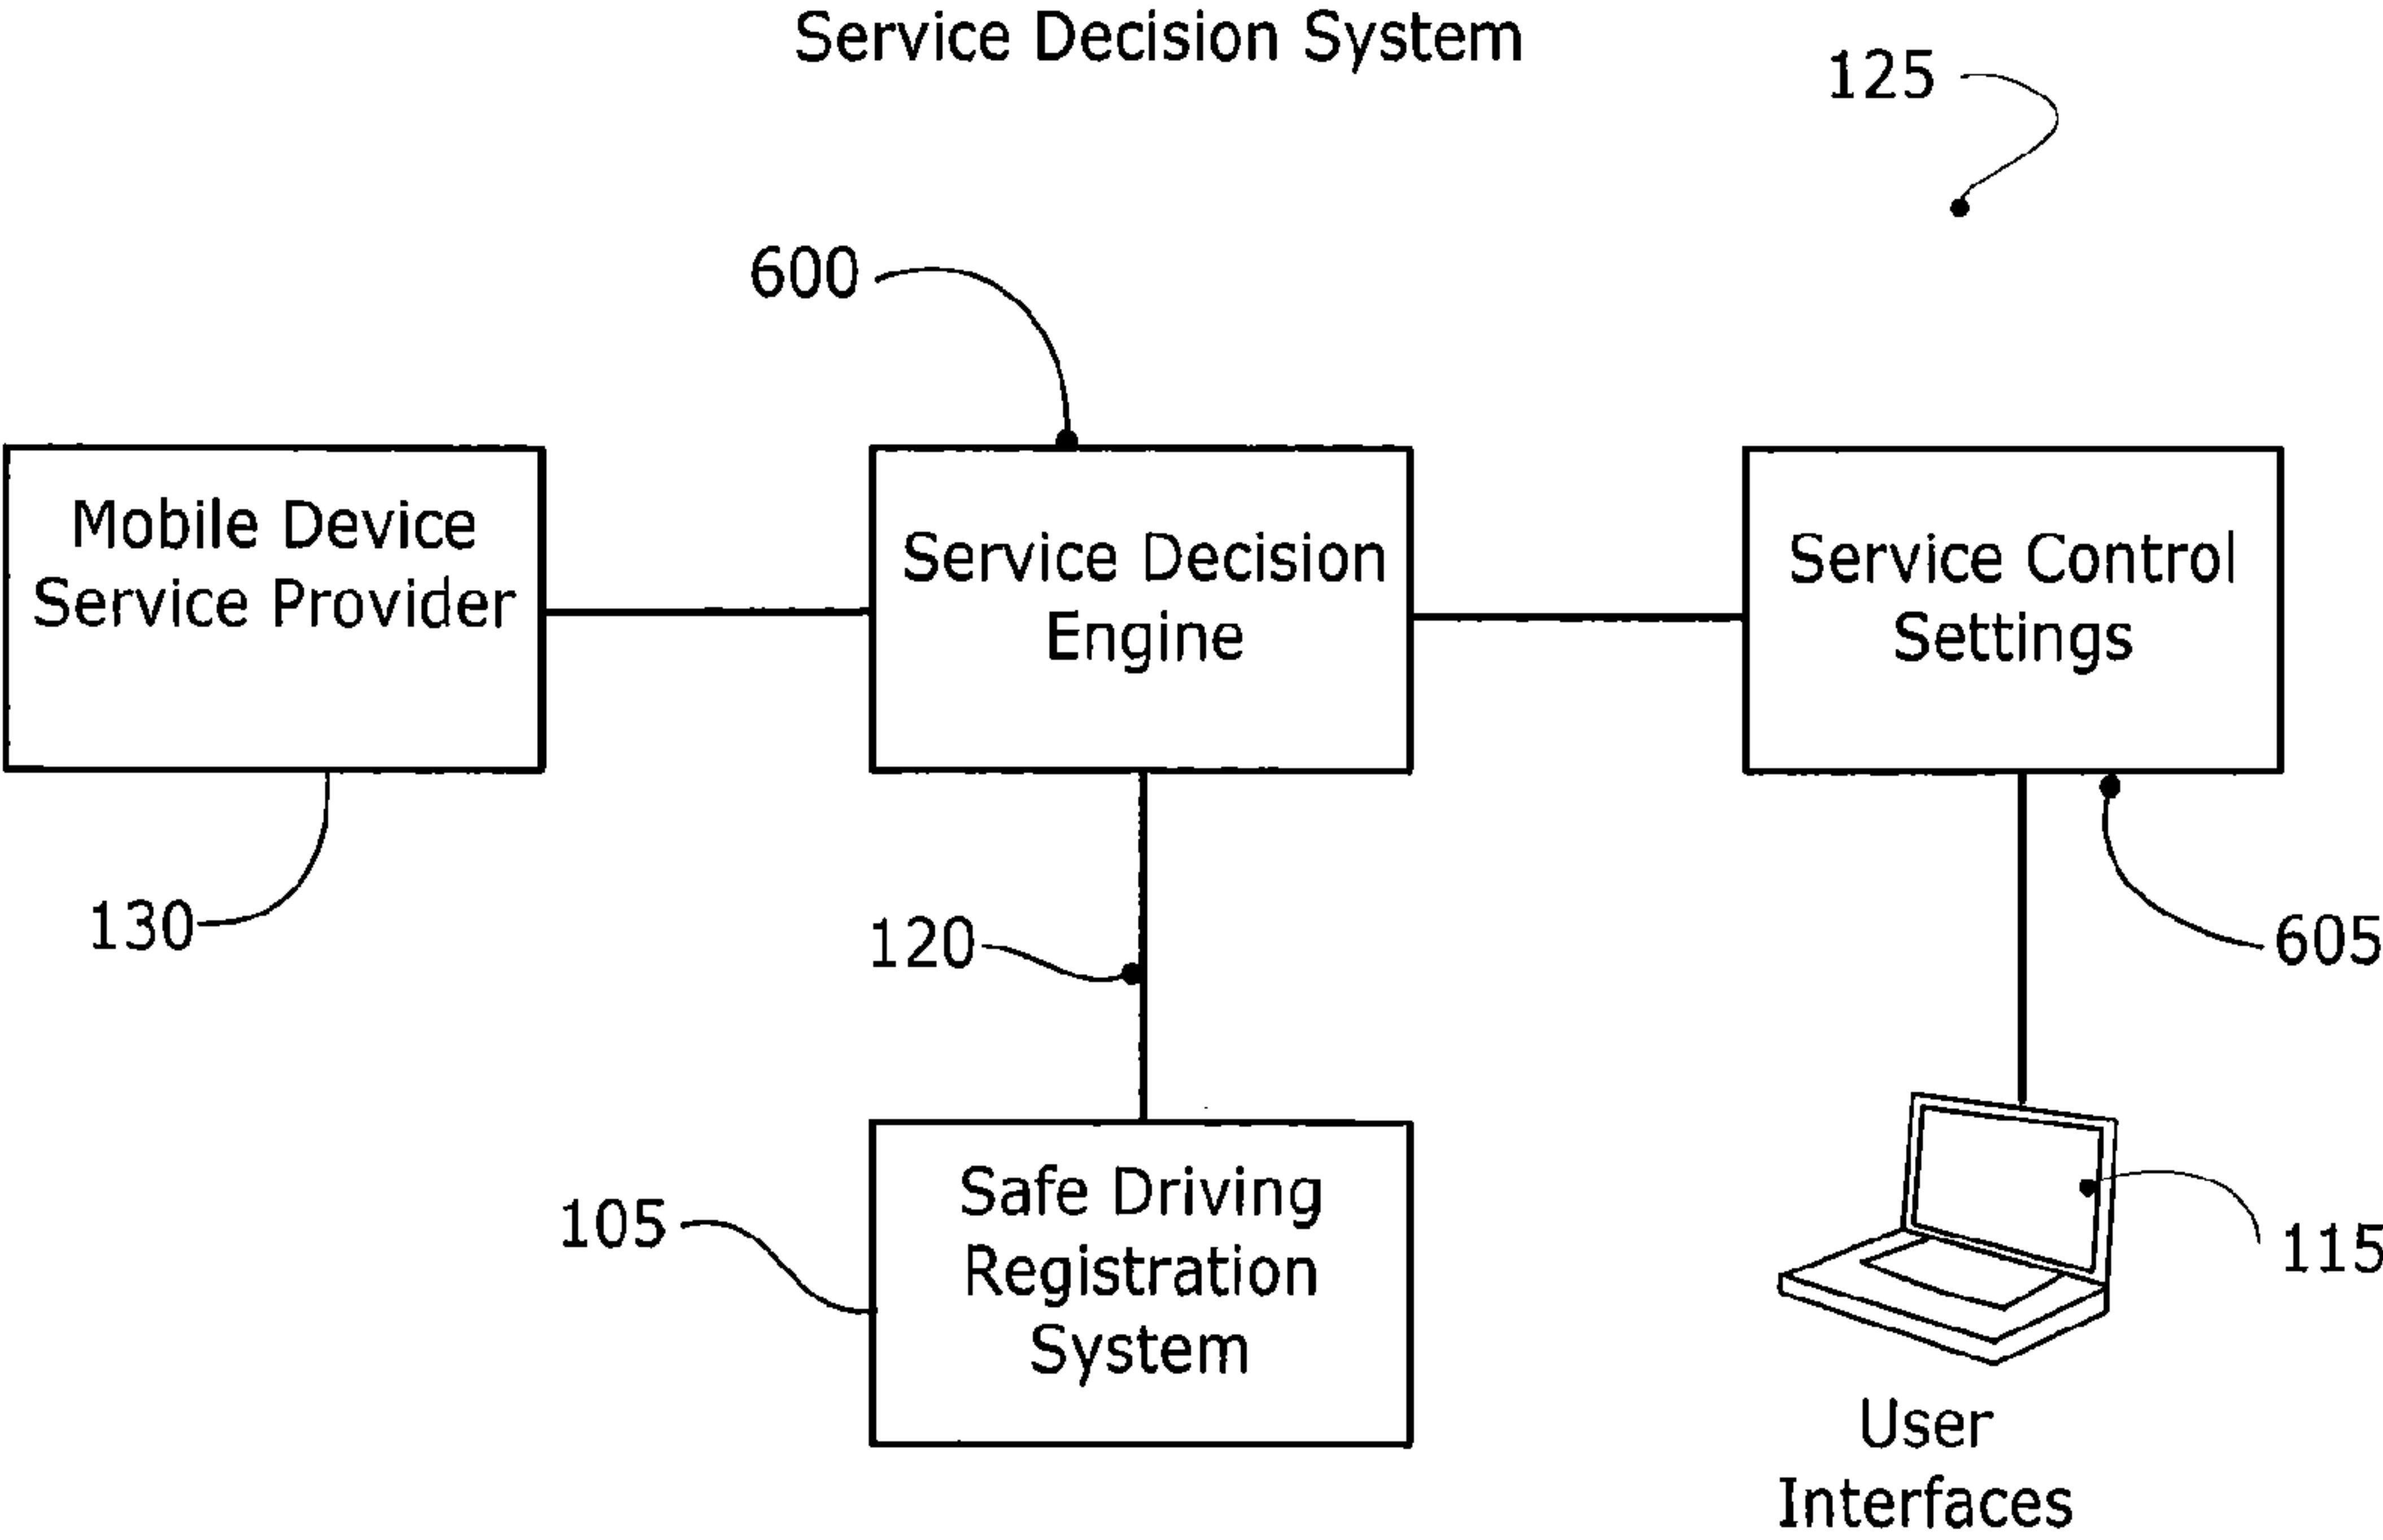 Service Decision System
125
600
Mobile Device
Service Provider
Service Decision
Engine
Service Control
Settings
130
120
605
105
Safe Driving
Registration
System
115
User
Interfaces